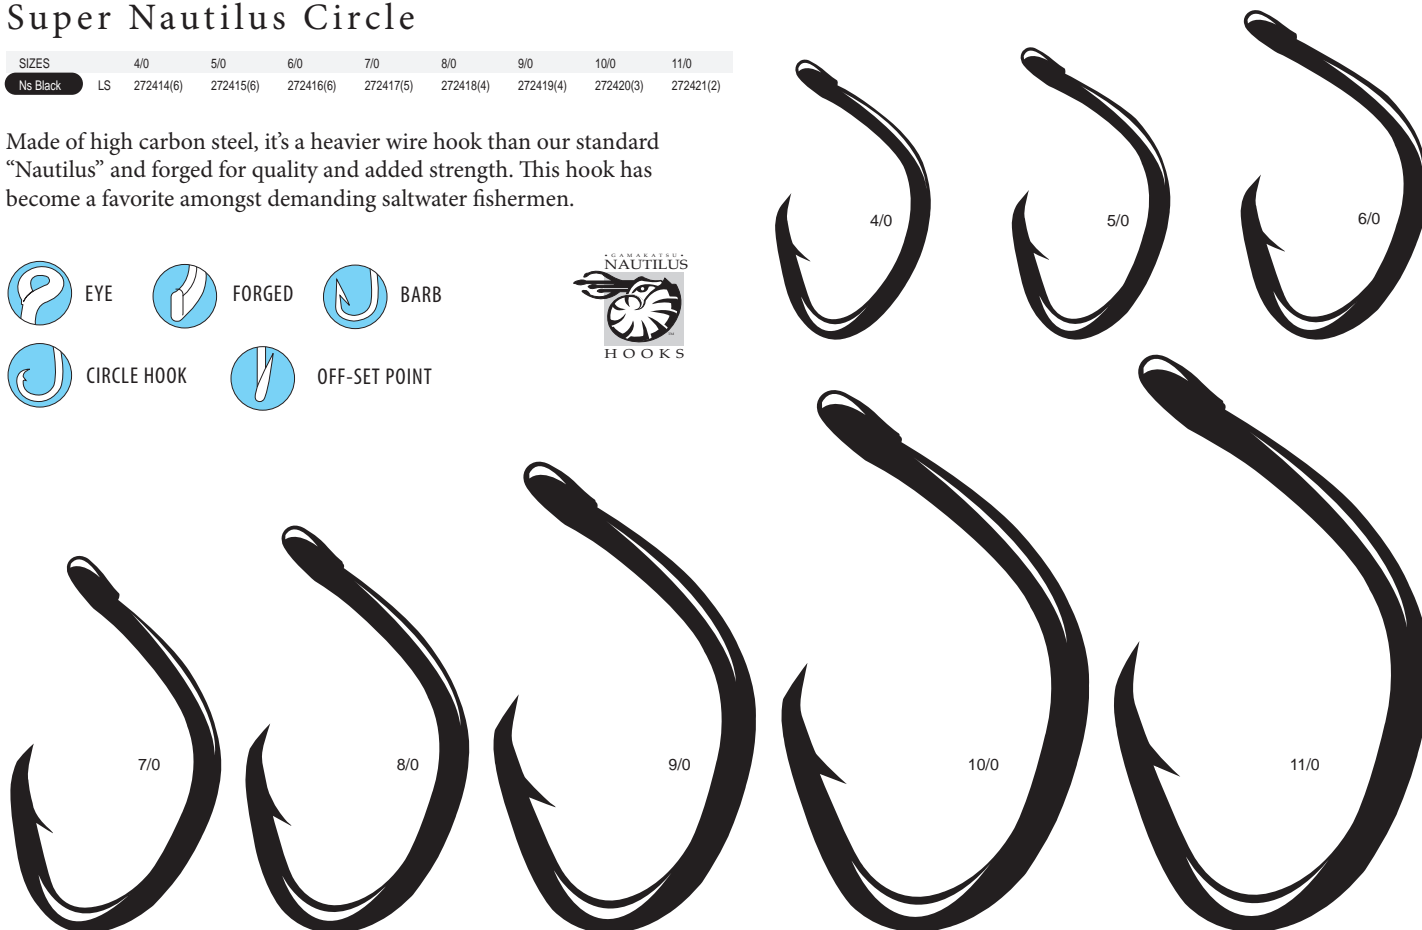 Super Nautilus Circle
SIZES 4/0 5/0 6/0 7/0 8/0 9/0 10/0 11/0
Ns Black LS 272414(6) 272415(6) 272416(6) 272417(5) 272418(4) 272419(4) 272420(3) 272421(2)
Made of high carbon steel, it’s a heavier wire hook than our standard
“Nautilus” and forged for quality and added strength. This hook has
become a favorite amongst demanding saltwater fishermen.
EYE FORGED BARB
CIRCLE HOOK OFF-SET POINT
• GAMAKATSU •
NAUTILUS
HOOKS
4/0 5/0 6/0
7/0 8/0 9/0 10/0 11/0